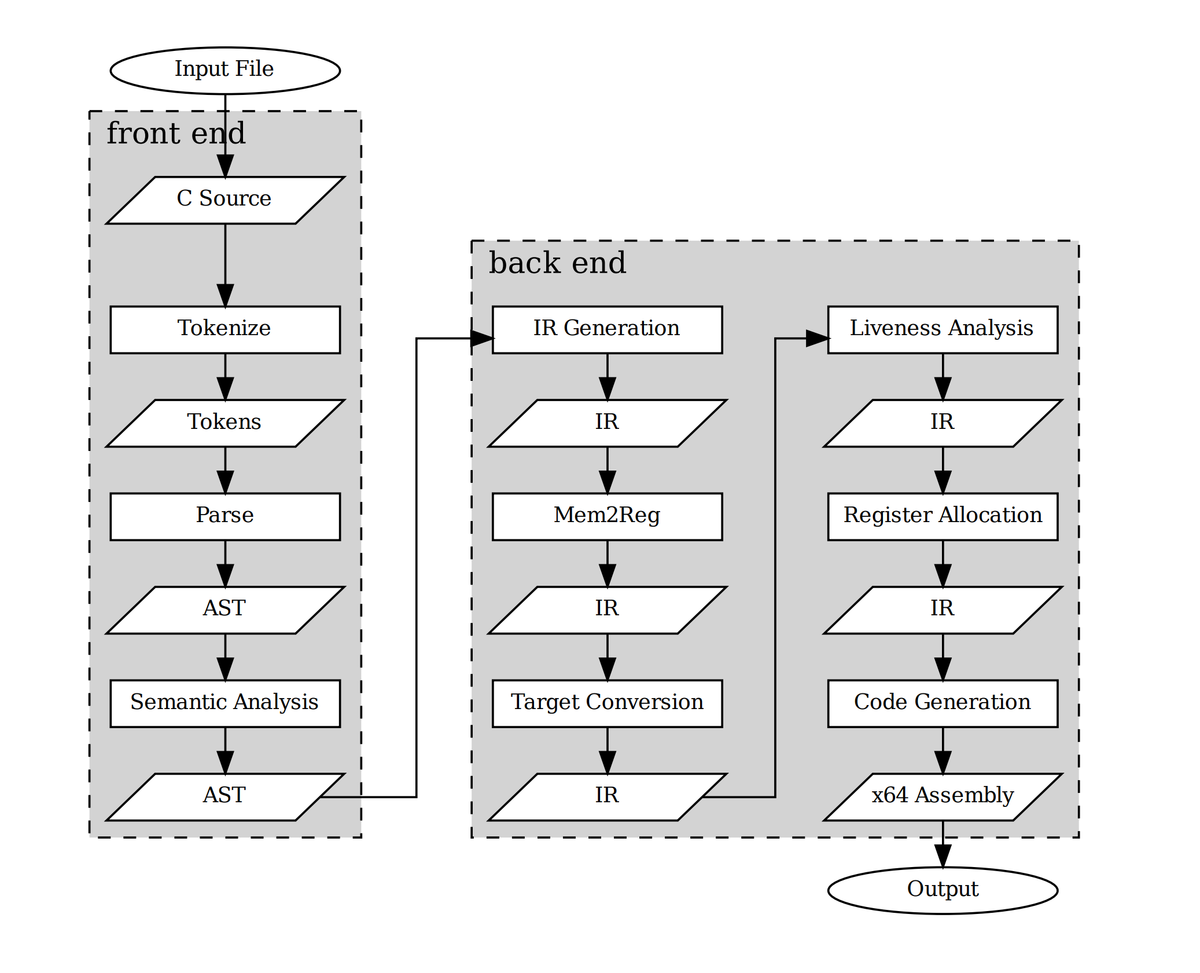 Input File
front end
C Source
Tokenize
Tokens
Parse
AST
Semantic Analysis
AST
back end
IR Generation
IR
Mem2Reg
IR
Target Conversion
IR
Liveness Analysis
IR
Register Allocation
IR
Code Generation
x64 Assembly
Output